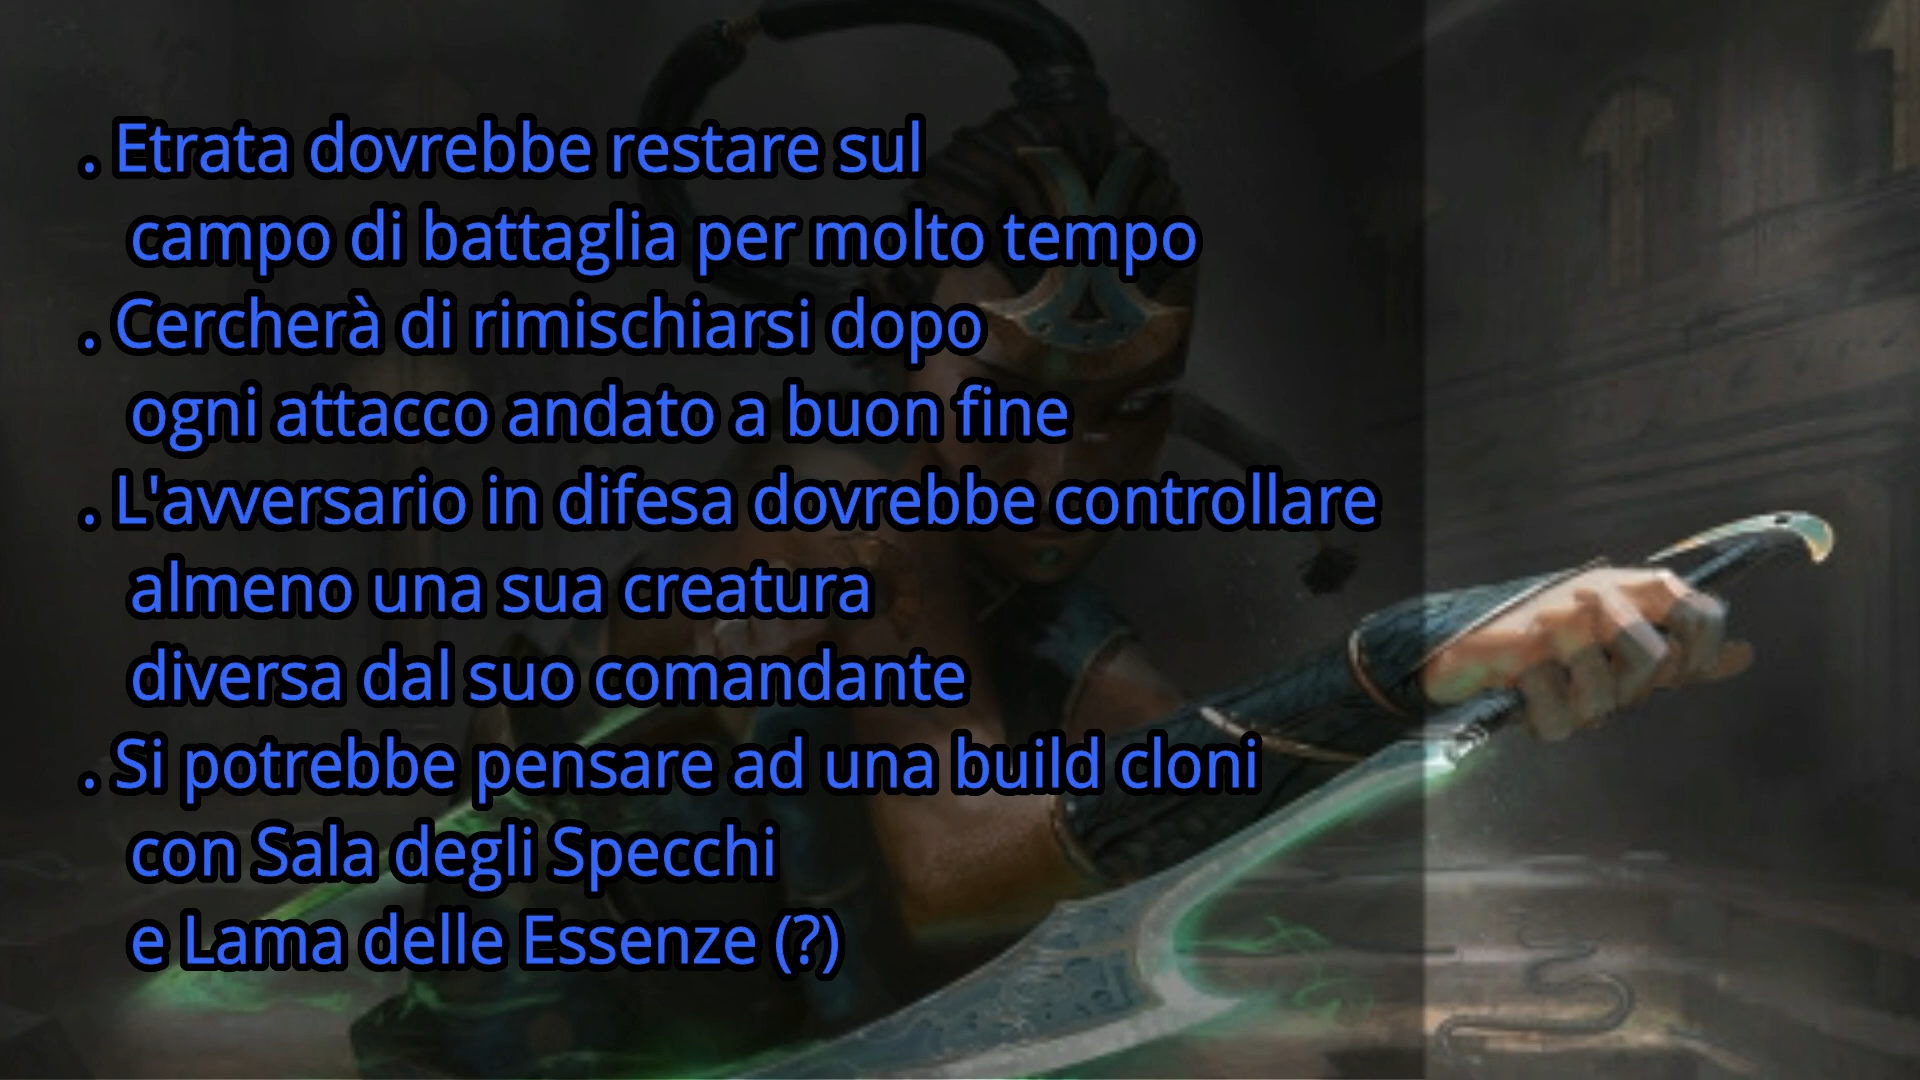 . Etrata dovrebbe restare sul
campo di battaglia per molto tempo
. Cercherà di rimischiarsi dopo
ogni attacco andato a buon fine
. L'avversario in difesa dovrebbe controllare
almeno una sua creatura
diversa dal suo comandante
. Si potrebbe pensare ad una build cloni
con Sala degli Specchi
e Lama delle Essenze (?)